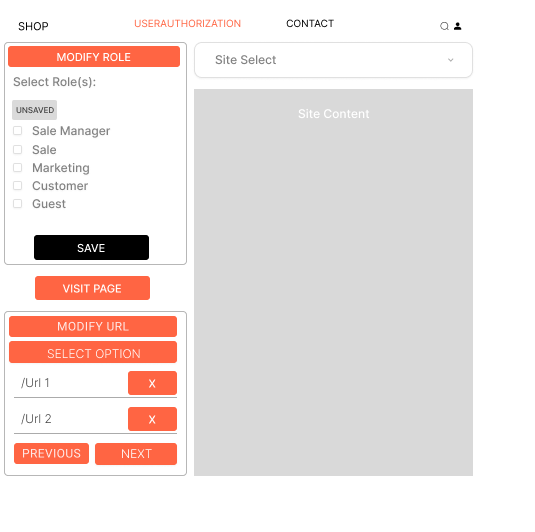 SHOP
USERAUTHORIZATION
CONTACT
MODIFY ROLE
Select Role(s):
UNSAVED
Sale Manager
Sale
Marketing
Customer
Guest
SAVE
VISIT PAGE
MODIFY URL
SELECT OPTION
/Url 1
X
/Url 2
X
PREVIOUS
NEXT
Site Select
Site Content